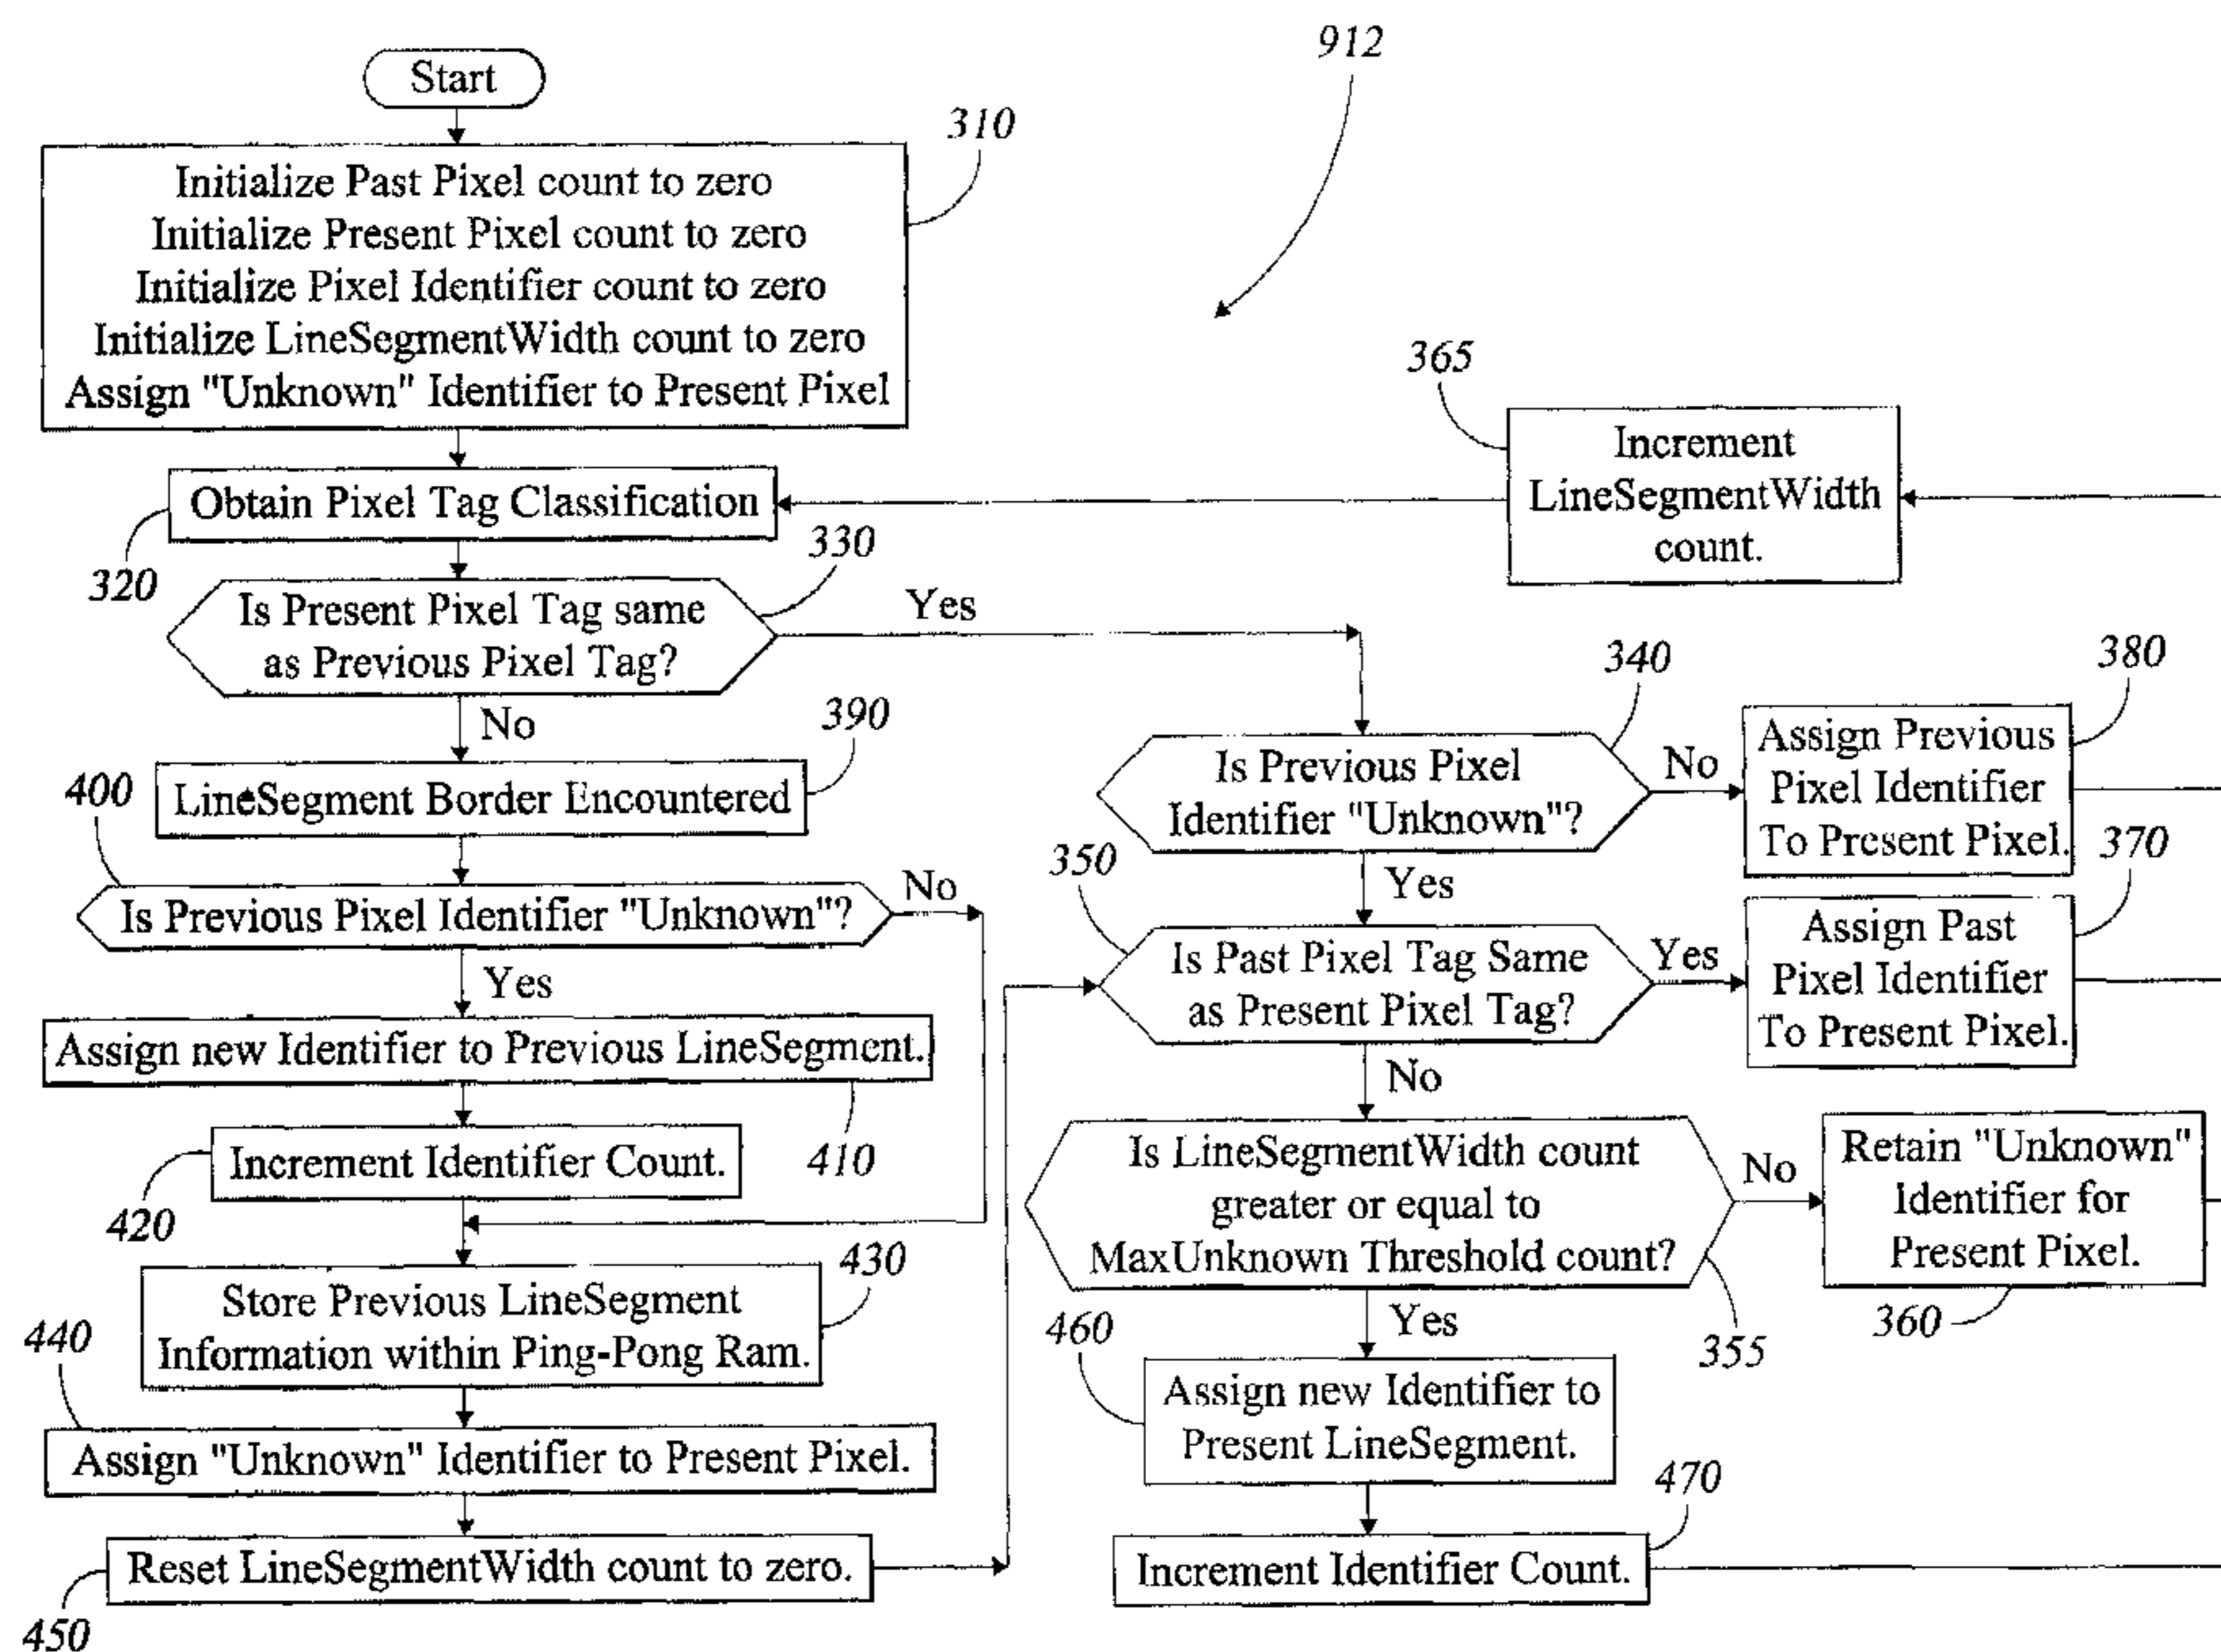 912
Start
310
Initialize Past Pixel count to zero
Initialize Present Pixel count to zero
Initialize Pixel Identifier count to zero
Initialize LineSegmentWidth count to zero
Assign "Unknown" Identifier to Present Pixel
365
Increment
LineSegmentWidth
count.
Obtain Pixel Tag Classification
320
330
Is Present Pixel Tag same
as Previous Pixel Tag?
Yes
No
390
LineSegment Border Encountered
400
Is Previous Pixel Identifier "Unknown"?
No
Yes
Assign new Identifier to Previous LineSegment.
410
Increment Identifier Count.
420
430
Store Previous LineSegment
Information within Ping-Pong Ram.
440
Assign "Unknown" Identifier to Present Pixel.
Reset LineSegmentWidth count to zero.
450
340
Is Previous Pixel
Identifier "Unknown"?
No
380
Assign Previous
Pixel Identifier
To Present Pixel.
Yes
350
Is Past Pixel Tag Same
as Present Pixel Tag?
Yes
370
Assign Past
Pixel Identifier
To Present Pixel.
No
Is LineSegmentWidth count
greater or equal to
MaxUnknown Threshold count?
355
No
Retain "Unknown"
Identifier for
Present Pixel.
360
Yes
460
Assign new Identifier to
Present LineSegment.
470
Increment Identifier Count.